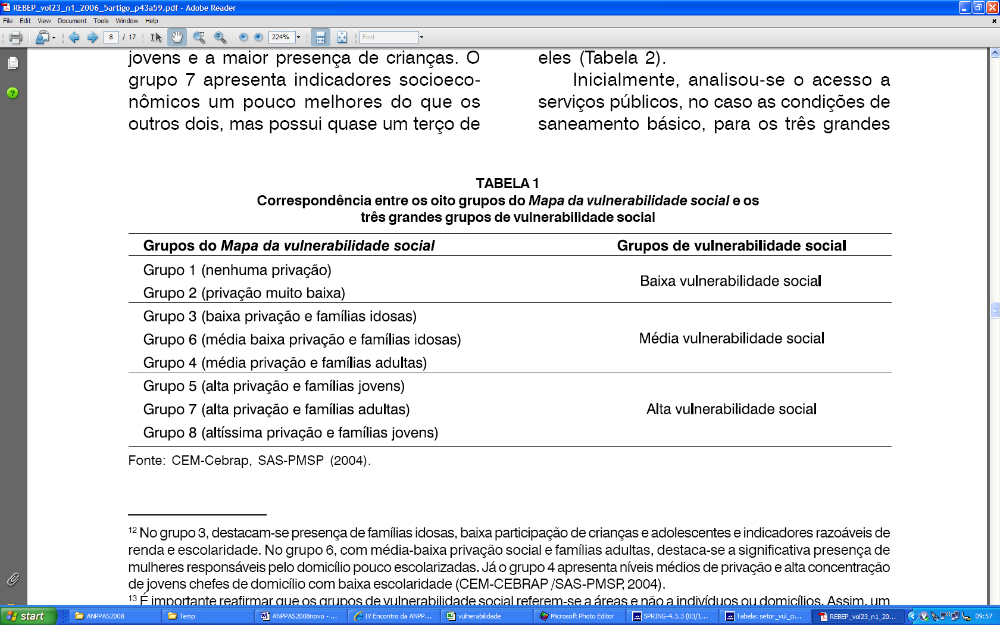 REBEP_vol23_n1_2006_5artigo_p43a59.pdf - Adobe Reader
File Edit View Document Tools Window Help
8 / 17 224% Find
jovens e a maior presença de crianças. O
grupo 7 apresenta indicadores socioeco-
nômicos um pouco melhores do que os
outros dois, mas possui quase um terço de
eles (Tabela 2).
Inicialmente, analisou-se o acesso a
serviços públicos, no caso as condições de
saneamento básico, para os três grandes
TABELA 1
Correspondência entre os oito grupos do Mapa da vulnerabilidade social e os
três grandes grupos de vulnerabilidade social
Grupos do Mapa da vulnerabilidade social Grupos de vulnerabilidade social
Grupo 1 (nenhuma privação)
Grupo 2 (privação muito baixa)
Baixa vulnerabilidade social
Grupo 3 (baixa privação e famílias idosas)
Grupo 6 (média baixa privação e famílias idosas)
Grupo 4 (média privação e famílias adultas)
Média vulnerabilidade social
Grupo 5 (alta privação e famílias jovens)
Grupo 7 (alta privação e famílias adultas)
Grupo 8 (altíssima privação e famílias jovens)
Alta vulnerabilidade social
Fonte: CEM-Cebrap, SAS-PMSP (2004).
12 No grupo 3, destacam-se presença de famílias idosas, baixa participação de crianças e adolescentes e indicadores razoáveis de
renda e escolaridade. No grupo 6, com média-baixa privação social e famílias adultas, destaca-se a significativa presença de
mulheres responsáveis pelo domicílio pouco escolarizadas. Já o grupo 4 apresenta níveis médios de privação e alta concentração
de jovens chefes de domicílio com baixa escolaridade (CEM-CEBRAP /SAS-PMSP, 2004).
13 É importante reafirmar que os grupos de vulnerabilidade social referem-se a áreas e não a indivíduos ou domicílios. Assim, um
start ANPPAS2008 Temp ANPPAS2008novo - ... IV Encontro da ANPP... vulnerabilidade Microsoft Photo Editor SPRING-4.3.3 (03/1... Tabela: setor_vul_ci... REBEP_vol23_n1_20... 09:57